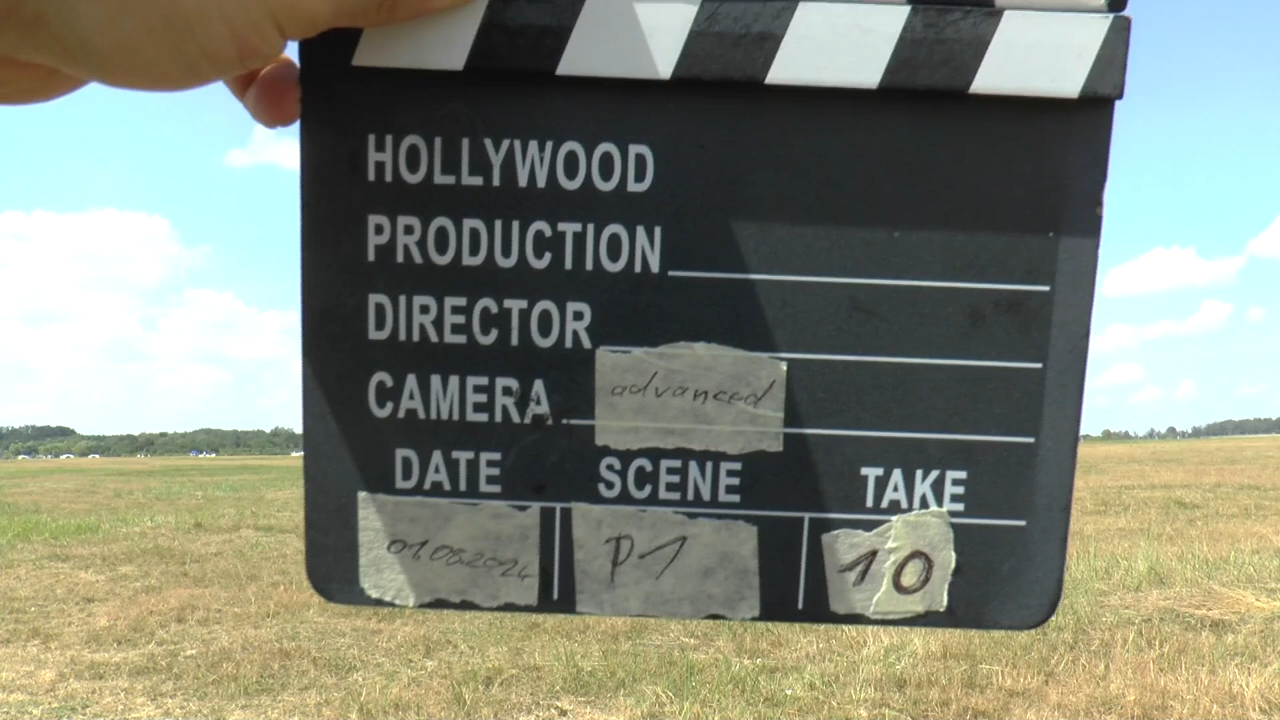 HOLLYWOOD
PRODUCTION
DIRECTOR
advanced
CAMERA
DATE SCENE TAKE
01.08.2024 P1 10